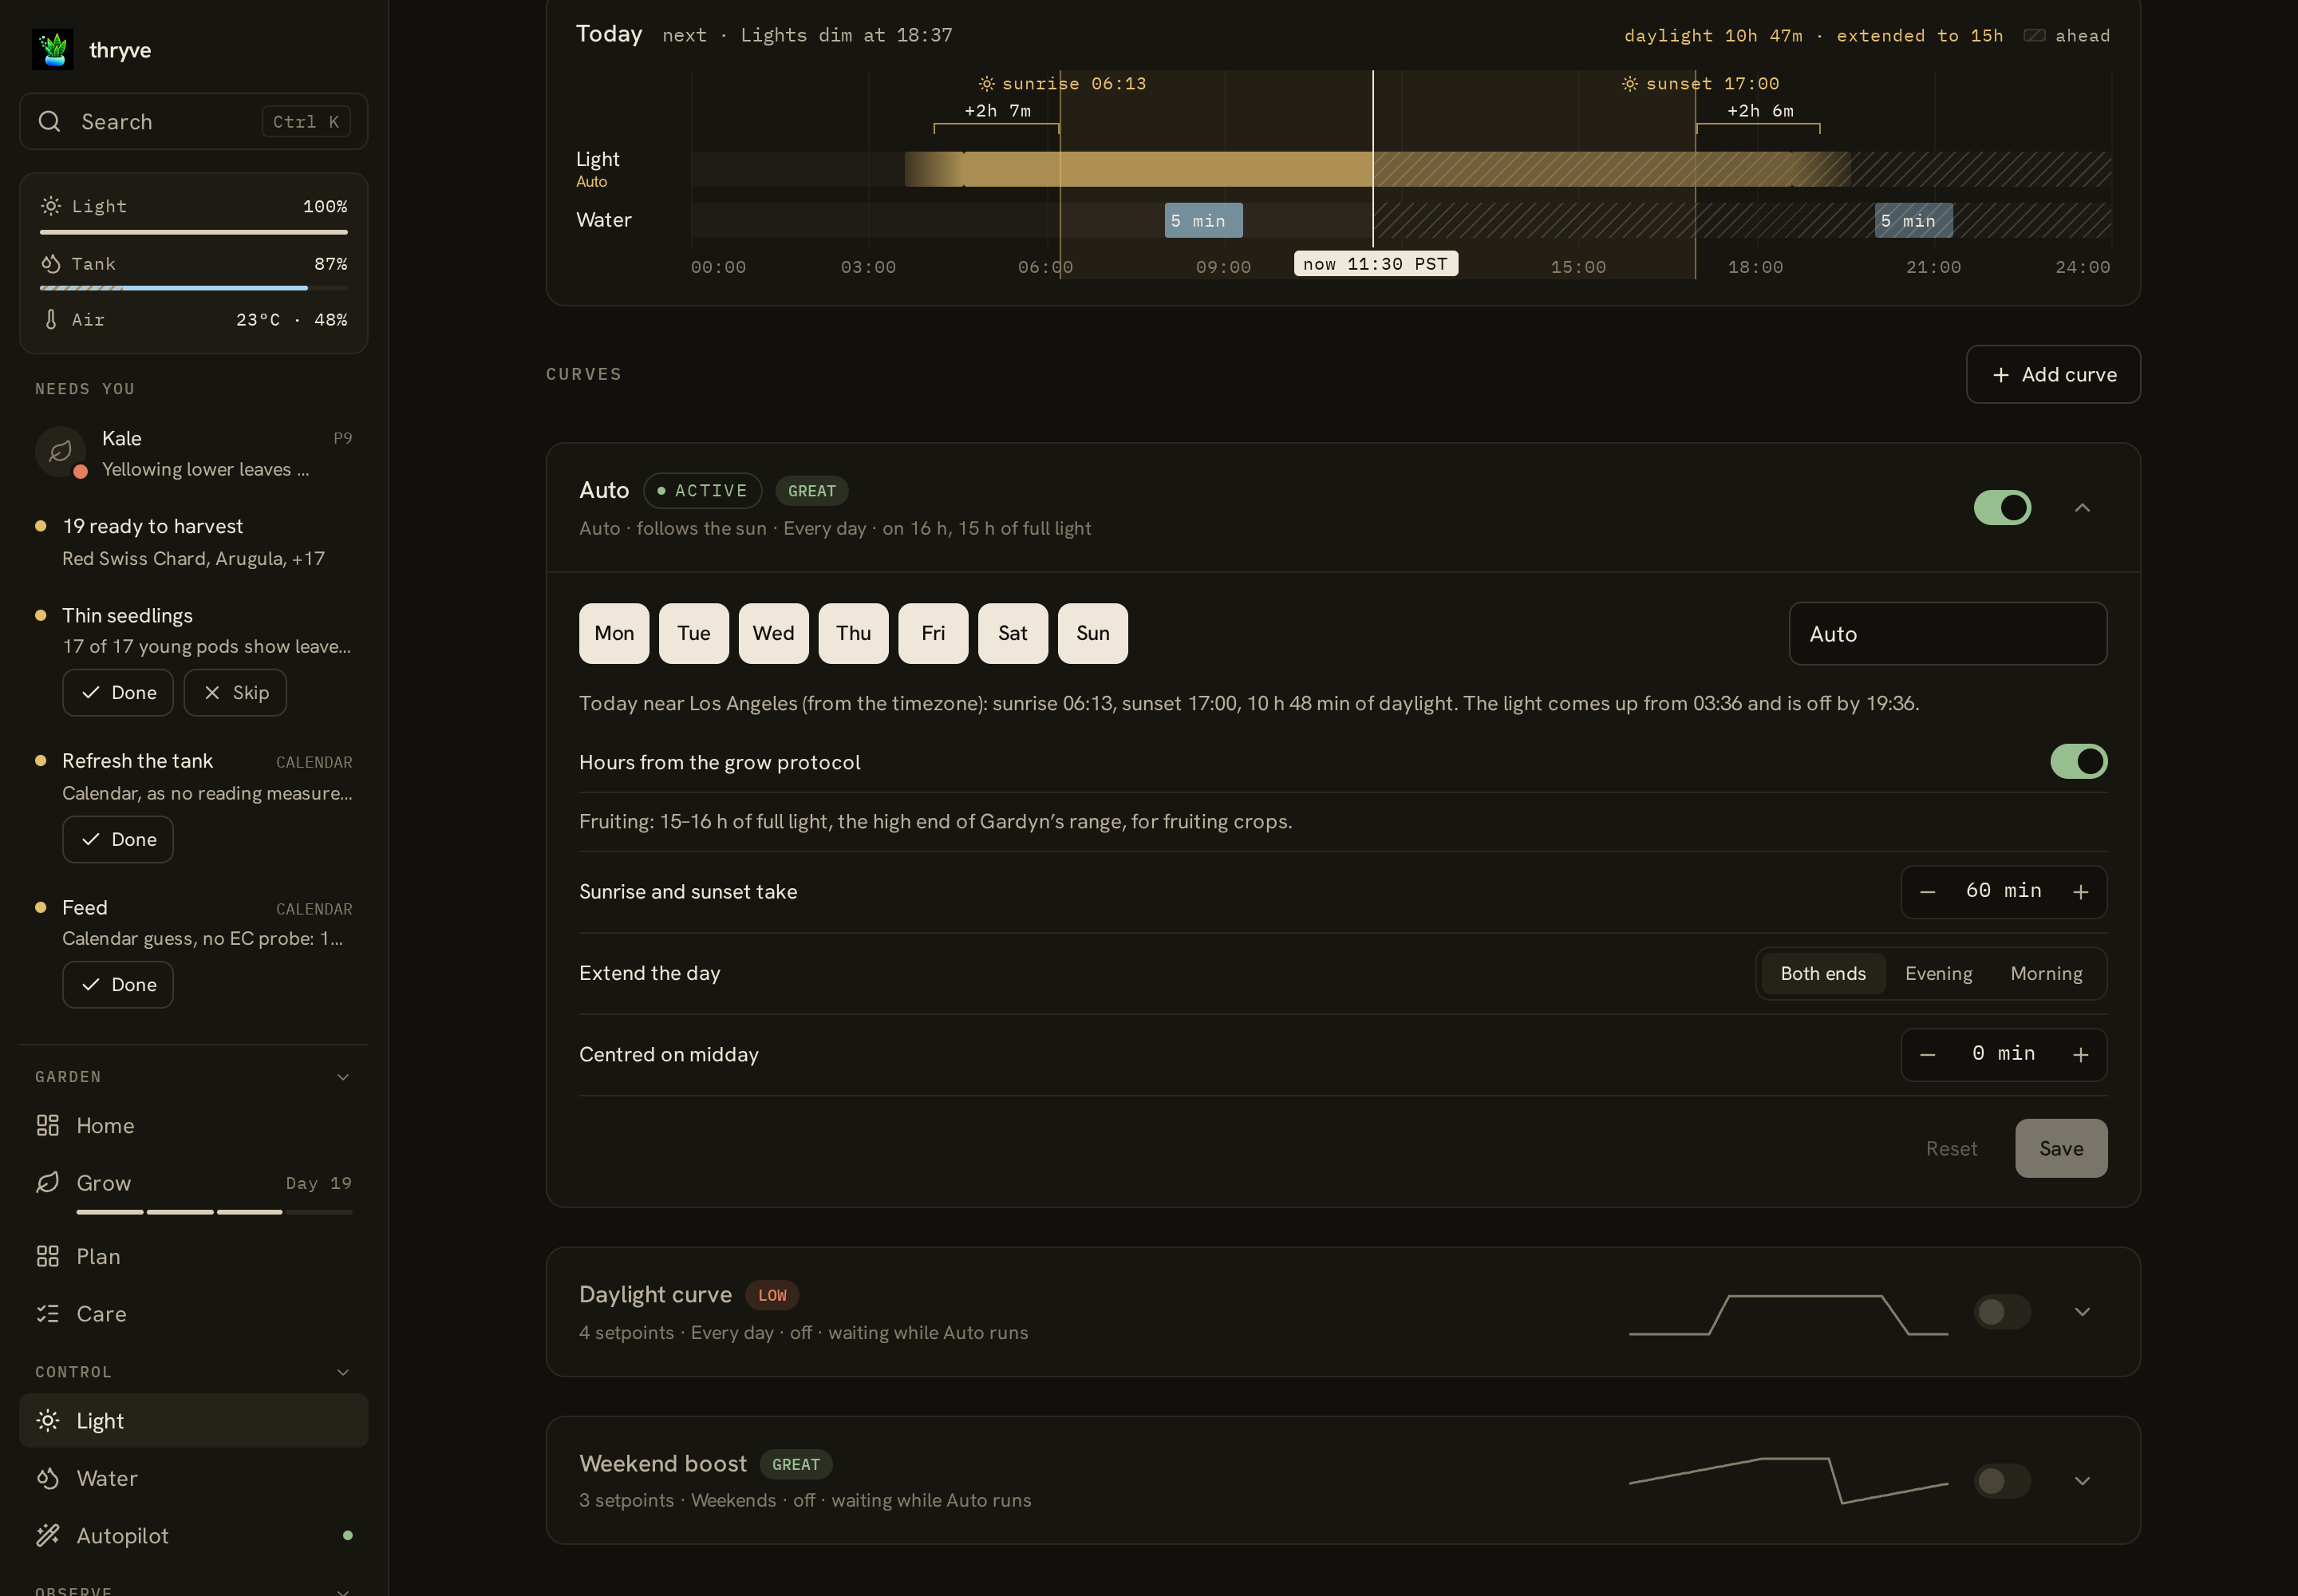 thryve
Search Ctrl K
Light 100%
Tank 87%
Air 23°C · 48%
NEEDS YOU
Kale P9
Yellowing lower leaves ...
19 ready to harvest
Red Swiss Chard, Arugula, +17
Thin seedlings
17 of 17 young pods show leave...
Done Skip
Refresh the tank CALENDAR
Calendar, as no reading measure...
Done
Feed CALENDAR
Calendar guess, no EC probe: 1...
Done
GARDEN
Home
Grow Day 19
Plan
Care
CONTROL
Light
Water
Autopilot
OBSERVE
Today next · Lights dim at 18:37 daylight 10h 47m · extended to 15h ahead
sunrise 06:13 sunset 17:00
+2h 7m +2h 6m
Light
Auto
Water 5 min 5 min
00:00 03:00 06:00 09:00 now 11:30 PST 15:00 18:00 21:00 24:00
CURVES Add curve
Auto ACTIVE GREAT
Auto · follows the sun · Every day · on 16 h, 15 h of full light
Mon Tue Wed Thu Fri Sat Sun Auto
Today near Los Angeles (from the timezone): sunrise 06:13, sunset 17:00, 10 h 48 min of daylight. The light comes up from 03:36 and is off by 19:36.
Hours from the grow protocol
Fruiting: 15–16 h of full light, the high end of Gardyn’s range, for fruiting crops.
Sunrise and sunset take − 60 min +
Extend the day Both ends Evening Morning
Centred on midday − 0 min +
Reset Save
Daylight curve LOW
4 setpoints · Every day · off · waiting while Auto runs
Weekend boost GREAT
3 setpoints · Weekends · off · waiting while Auto runs